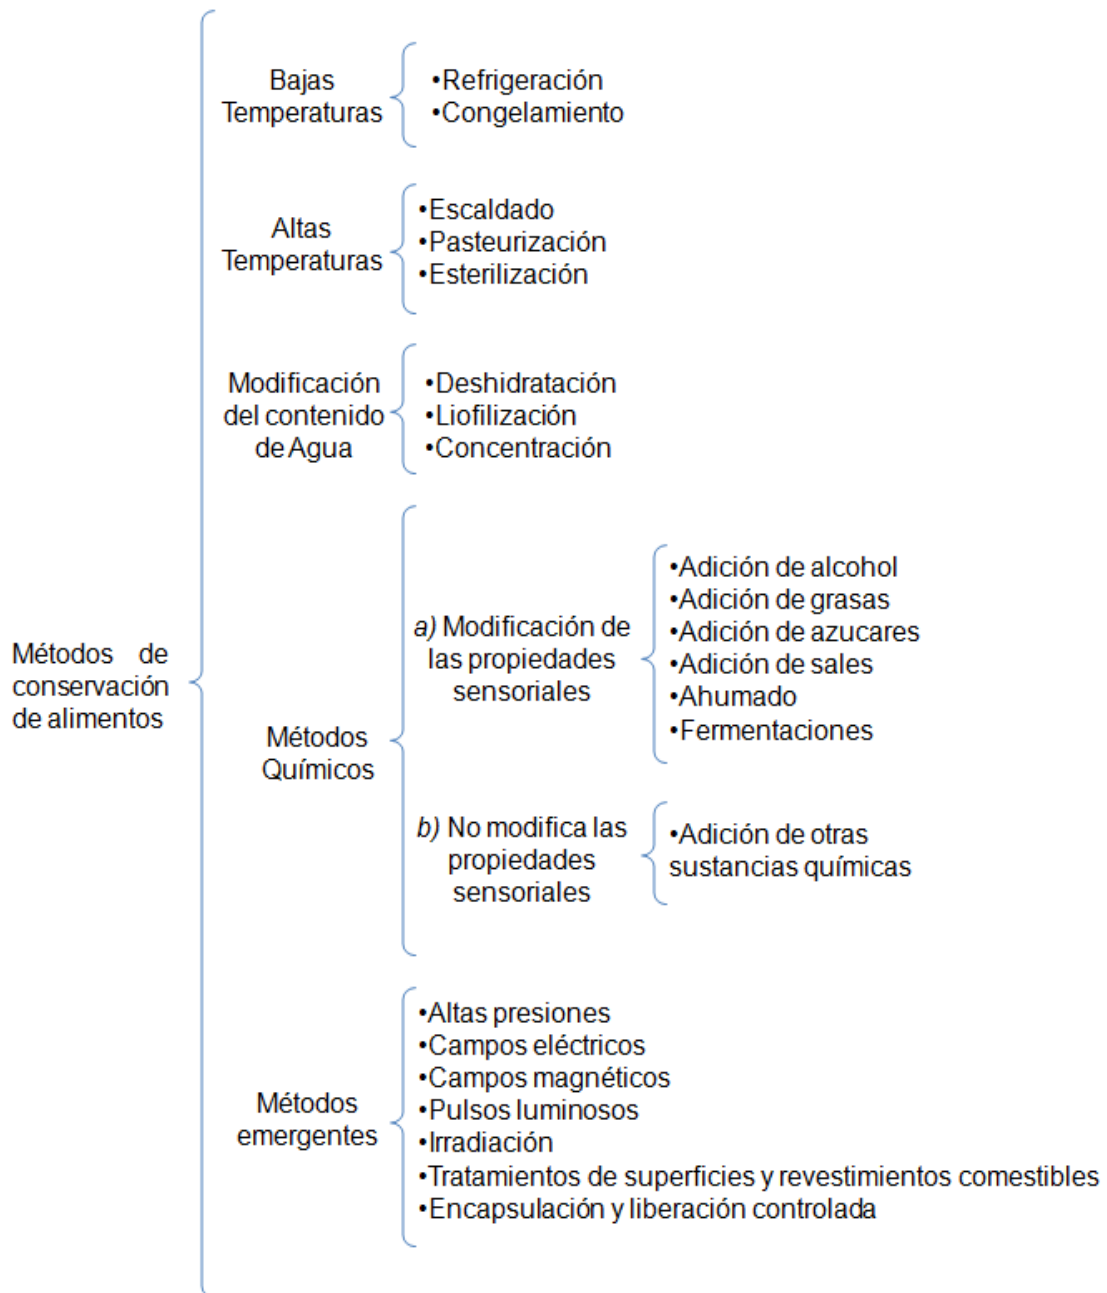 Métodos de
conservación
de alimentos
Bajas
Temperaturas
•Refrigeración
•Congelamiento
Altas
Temperaturas
•Escaldado
•Pasteurización
•Esterilización
Modificación
del contenido
de Agua
•Deshidratación
•Liofilización
•Concentración
Métodos
Químicos
a) Modificación de
las propiedades
sensoriales
•Adición de alcohol
•Adición de grasas
•Adición de azucares
•Adición de sales
•Ahumado
•Fermentaciones
b) No modifica las
propiedades
sensoriales
•Adición de otras
sustancias químicas
Métodos
emergentes
•Altas presiones
•Campos eléctricos
•Campos magnéticos
•Pulsos luminosos
•Irradiación
•Tratamientos de superficies y revestimientos comestibles
•Encapsulación y liberación controlada